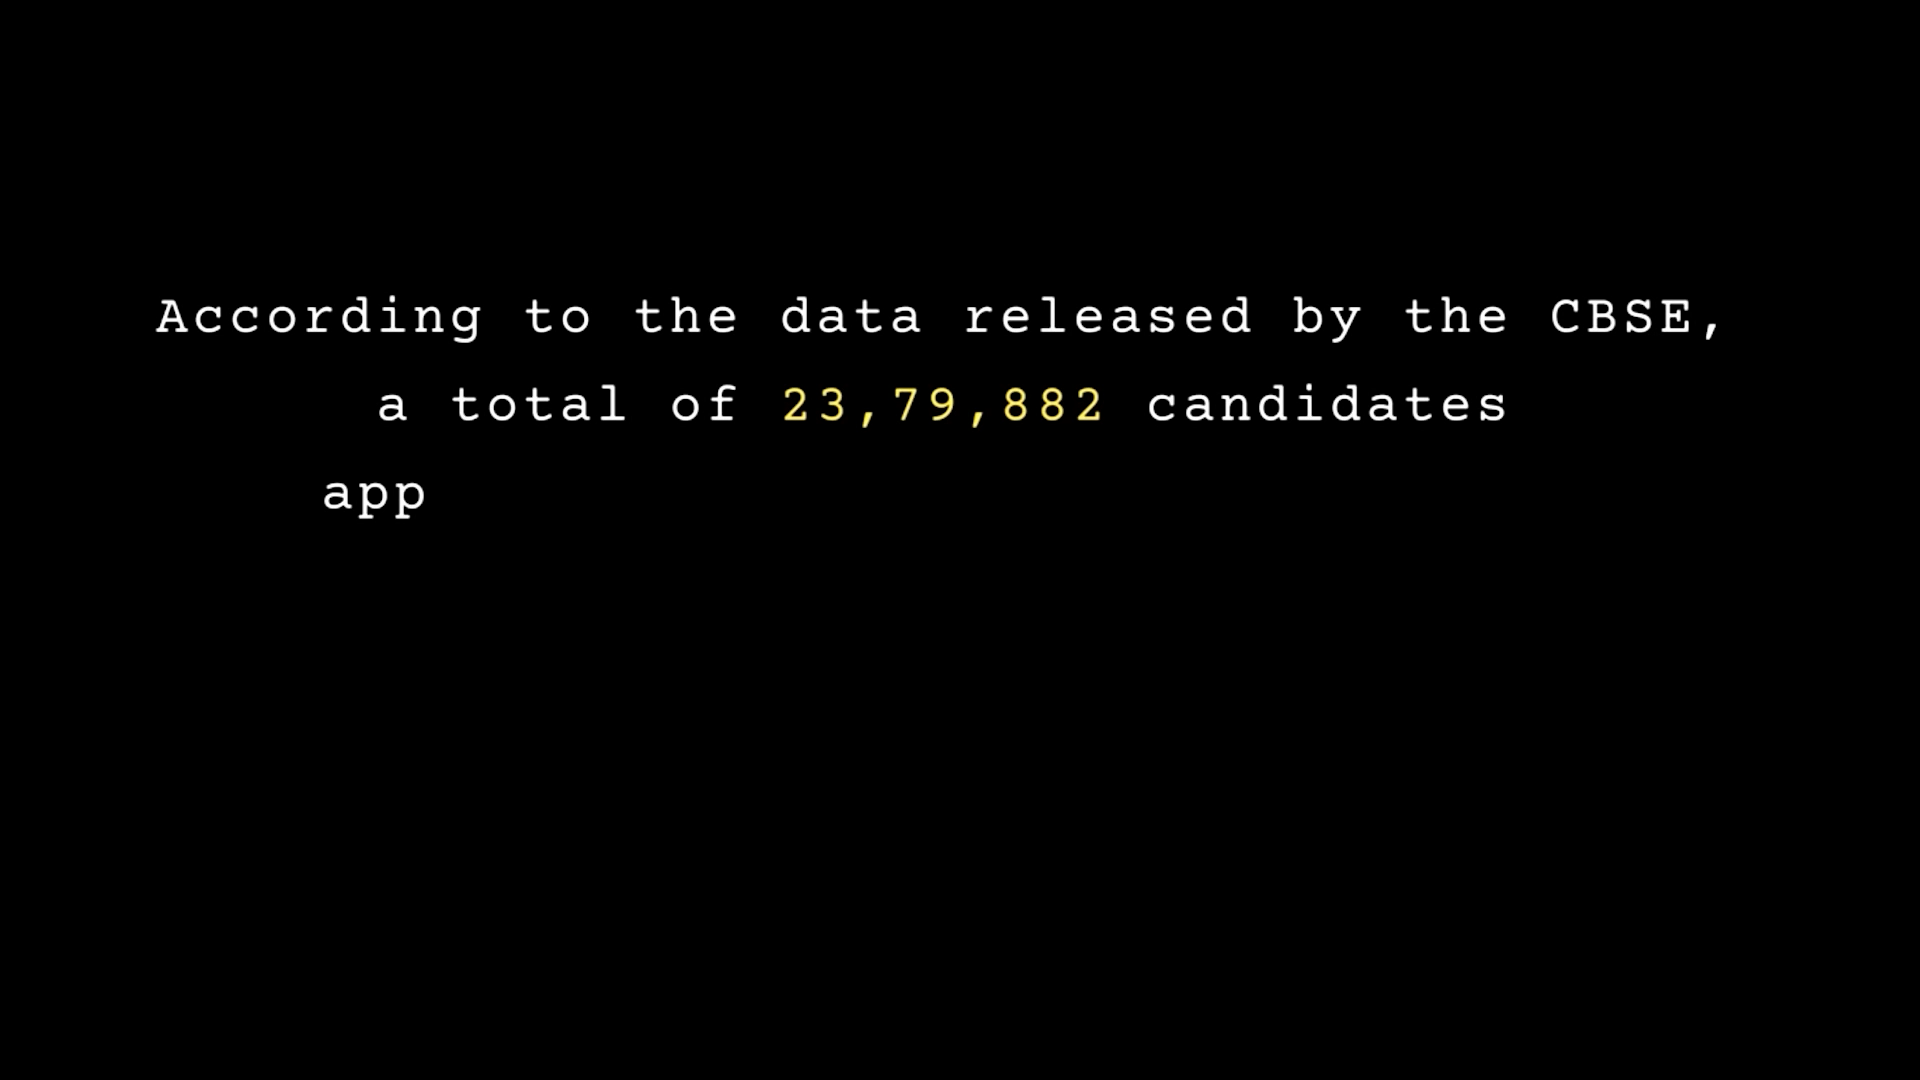 According to the data released by the CBSE,
a total of 23,79,882 candidates
app